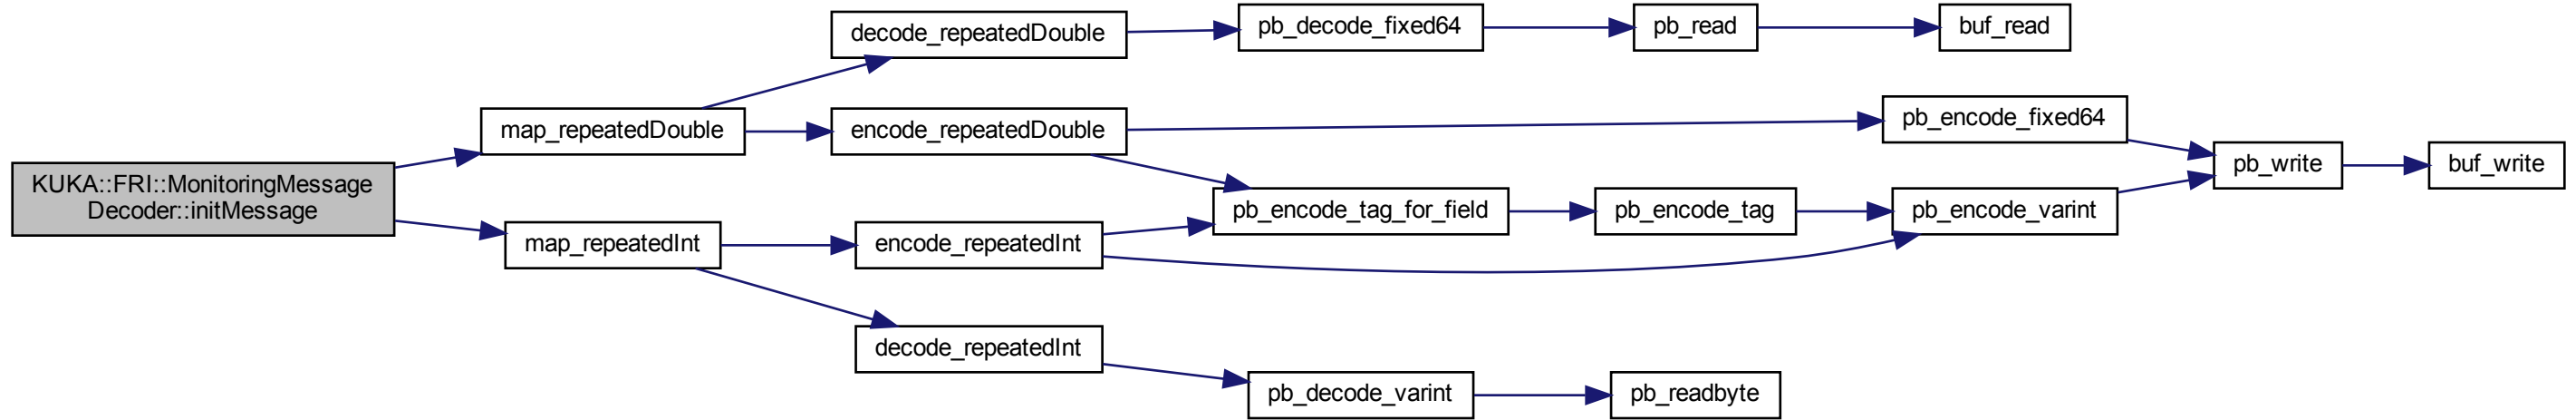 KUKA::FRI::MonitoringMessage
Decoder::initMessage
map_repeatedDouble
decode_repeatedDouble
pb_decode_fixed64
pb_read
buf_read
encode_repeatedDouble
pb_encode_fixed64
pb_write
buf_write
pb_encode_tag_for_field
pb_encode_tag
pb_encode_varint
map_repeatedInt
encode_repeatedInt
decode_repeatedInt
pb_decode_varint
pb_readbyte